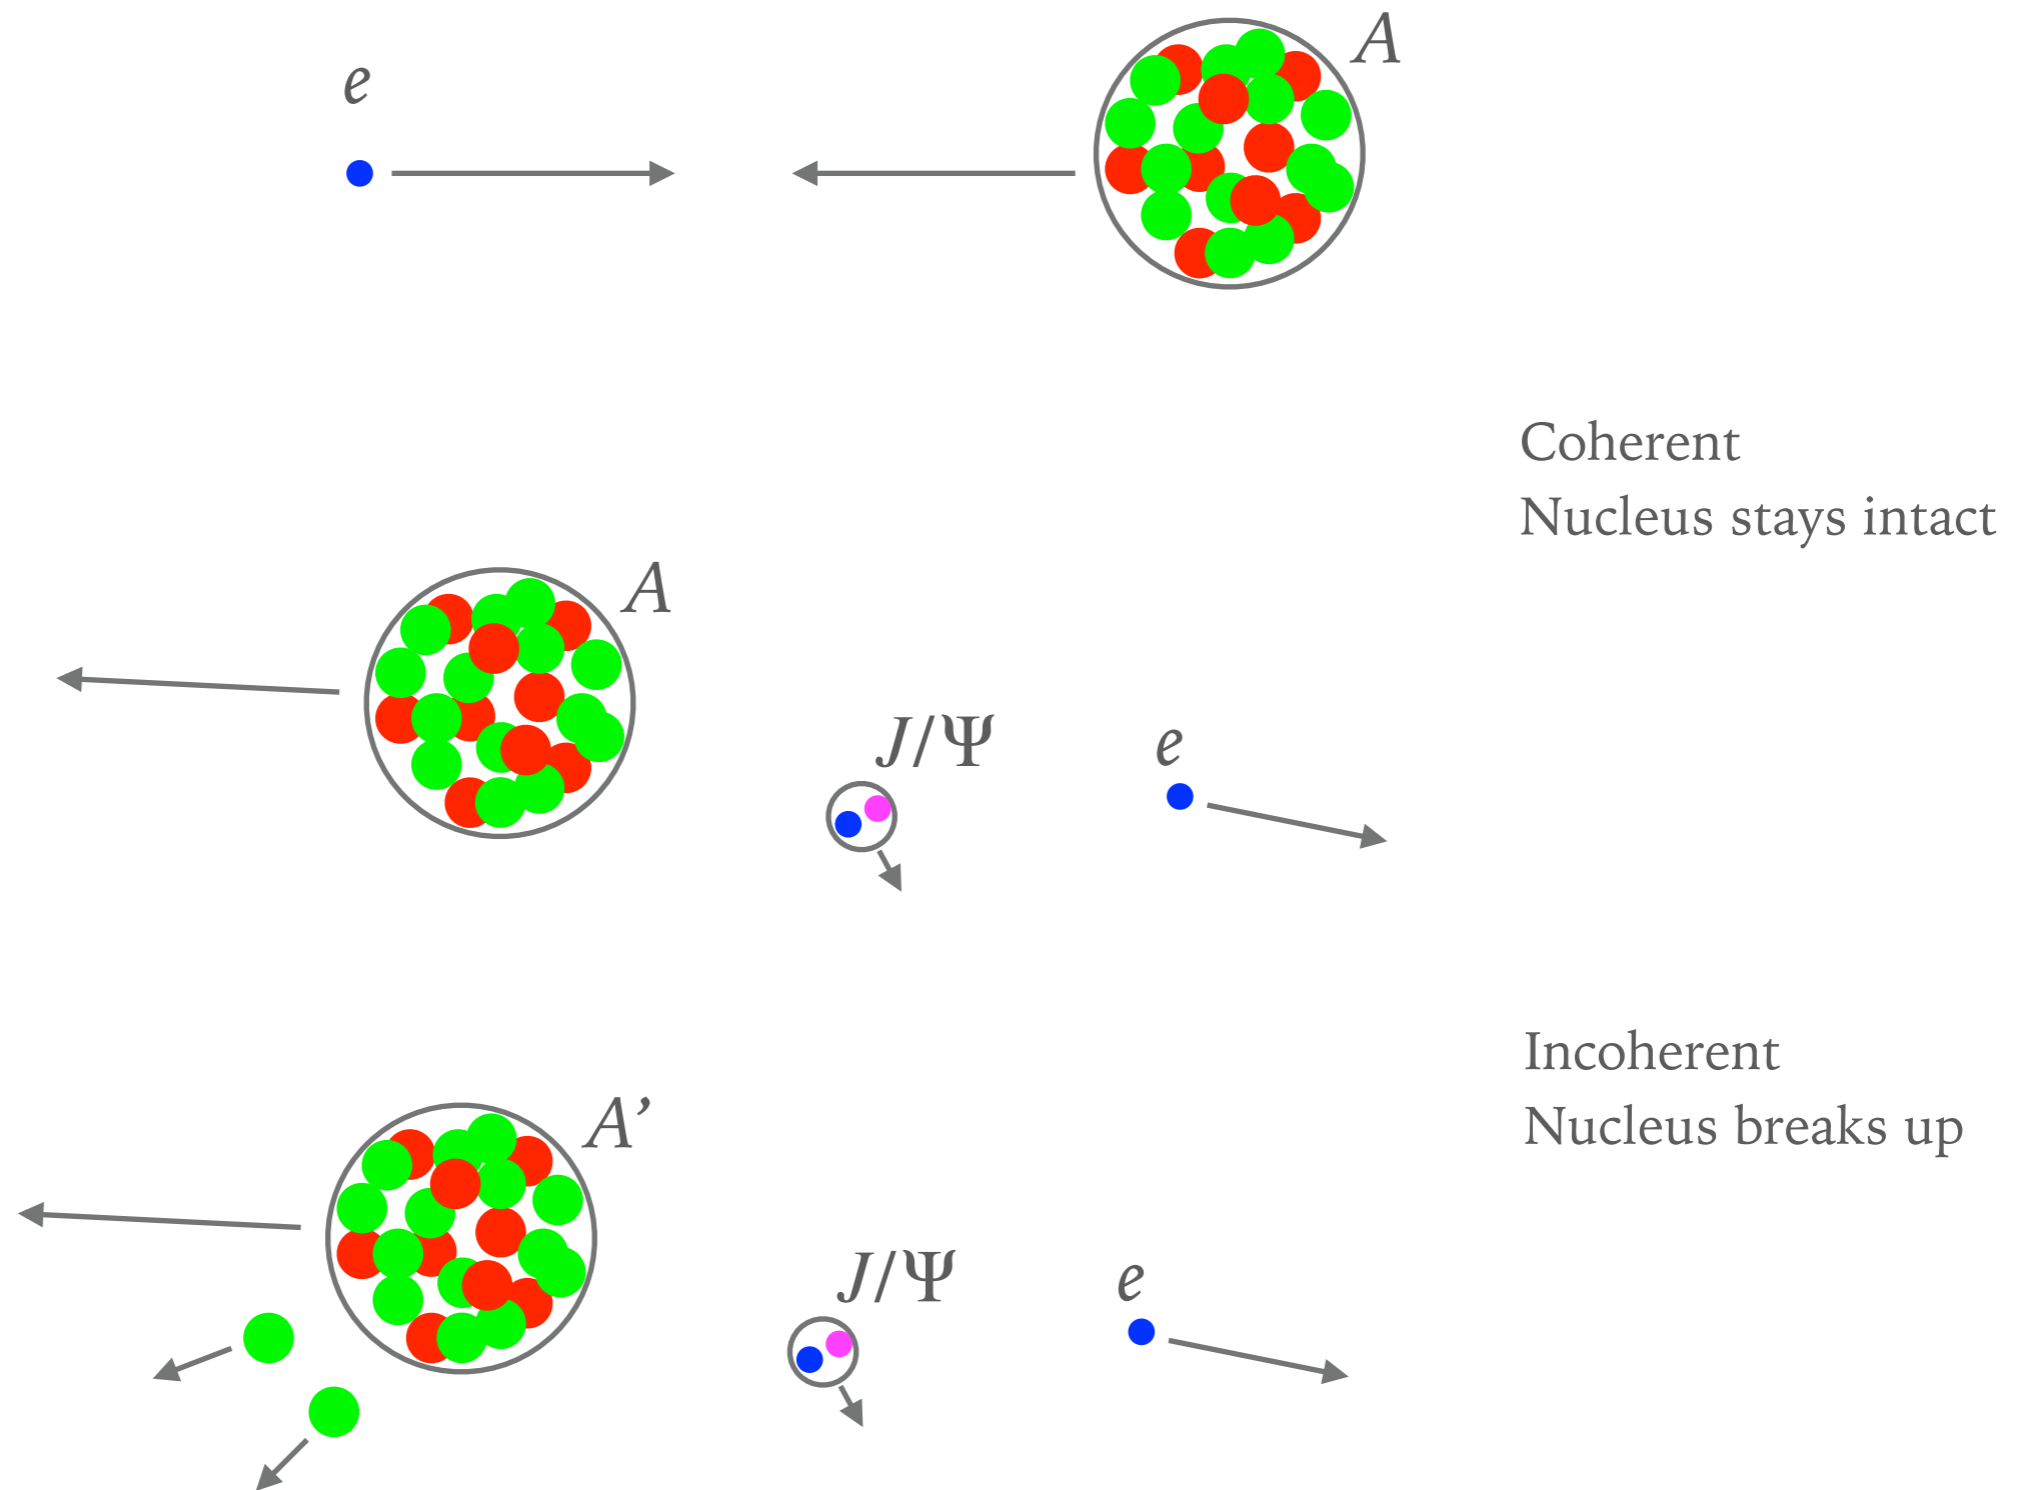 e
A
Coherent
Nucleus stays intact
A
J/Ψ
e
Incoherent
Nucleus breaks up
A’
J/Ψ
e